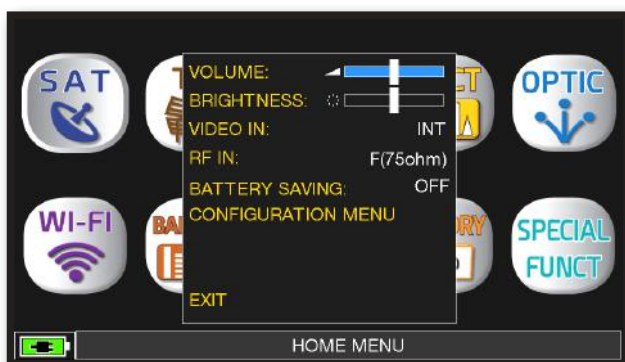 SAT
OPTIC
VOLUME:
BRIGHTNESS:
VIDEO IN: INT
RF IN: F(75ohm)
BATTERY SAVING: OFF
CONFIGURATION MENU
EXIT
WI-FI
SPECIAL
FUNCT
HOME MENU